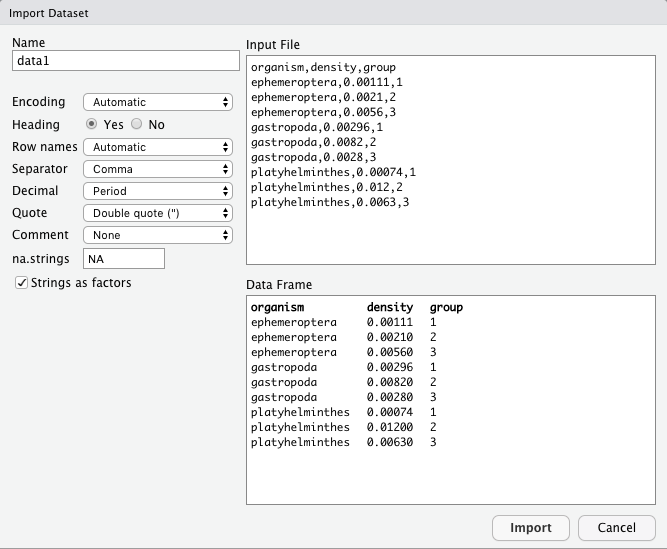 Import Dataset
Name
data1
Encoding Automatic
Heading Yes No
Row names Automatic
Separator Comma
Decimal Period
Quote Double quote (")
Comment None
na.strings NA
Strings as factors
Input File
organism,density,group
ephemeroptera,0.00111,1
ephemeroptera,0.0021,2
ephemeroptera,0.0056,3
gastropoda,0.00296,1
gastropoda,0.0082,2
gastropoda,0.0028,3
platyhelminthes,0.00074,1
platyhelminthes,0.012,2
platyhelminthes,0.0063,3
Data Frame
organism density group
ephemeroptera 0.00111 1
ephemeroptera 0.00210 2
ephemeroptera 0.00560 3
gastropoda 0.00296 1
gastropoda 0.00820 2
gastropoda 0.00280 3
platyhelminthes 0.00074 1
platyhelminthes 0.01200 2
platyhelminthes 0.00630 3
Import Cancel